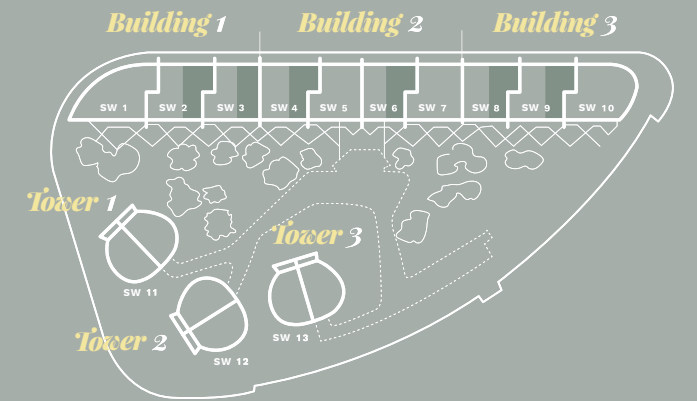 Building 1 Building 2 Building 3
SW 1 SW 2 SW 3 SW 4 SW 5 SW 6 SW 7 SW 8 SW 9 SW 10
Tower 1
Tower 3
SW 11
SW 13
Tower 2
SW 12